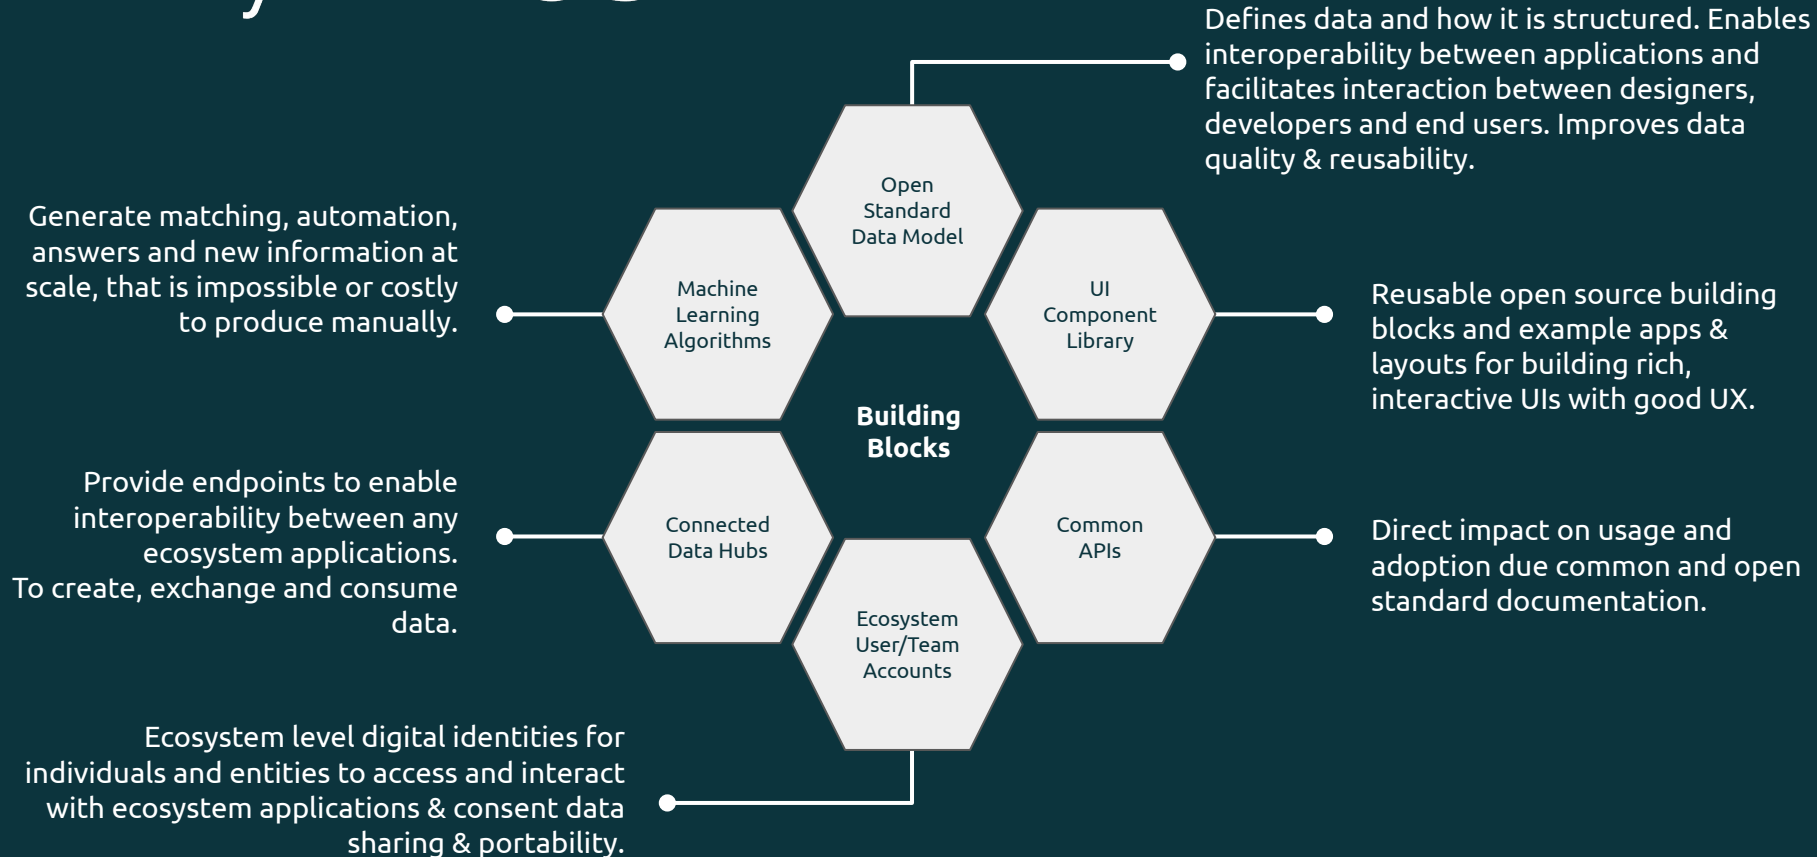 Defines data and how it is structured. Enables
interoperability between applications and
facilitates interaction between designers,
developers and end users. Improves data
quality & reusability.
Open
Standard
Data Model
Generate matching, automation,
answers and new information at
scale, that is impossible or costly
to produce manually.
Machine
Learning
Algorithms
UI
Component
Library
Reusable open source building
blocks and example apps &
layouts for building rich,
interactive UIs with good UX.
Building
Blocks
Provide endpoints to enable
interoperability between any
ecosystem applications.
To create, exchange and consume
data.
Connected
Data Hubs
Common
APIs
Direct impact on usage and
adoption due common and open
standard documentation.
Ecosystem
User/Team
Accounts
Ecosystem level digital identities for
individuals and entities to access and interact
with ecosystem applications & consent data
sharing & portability.